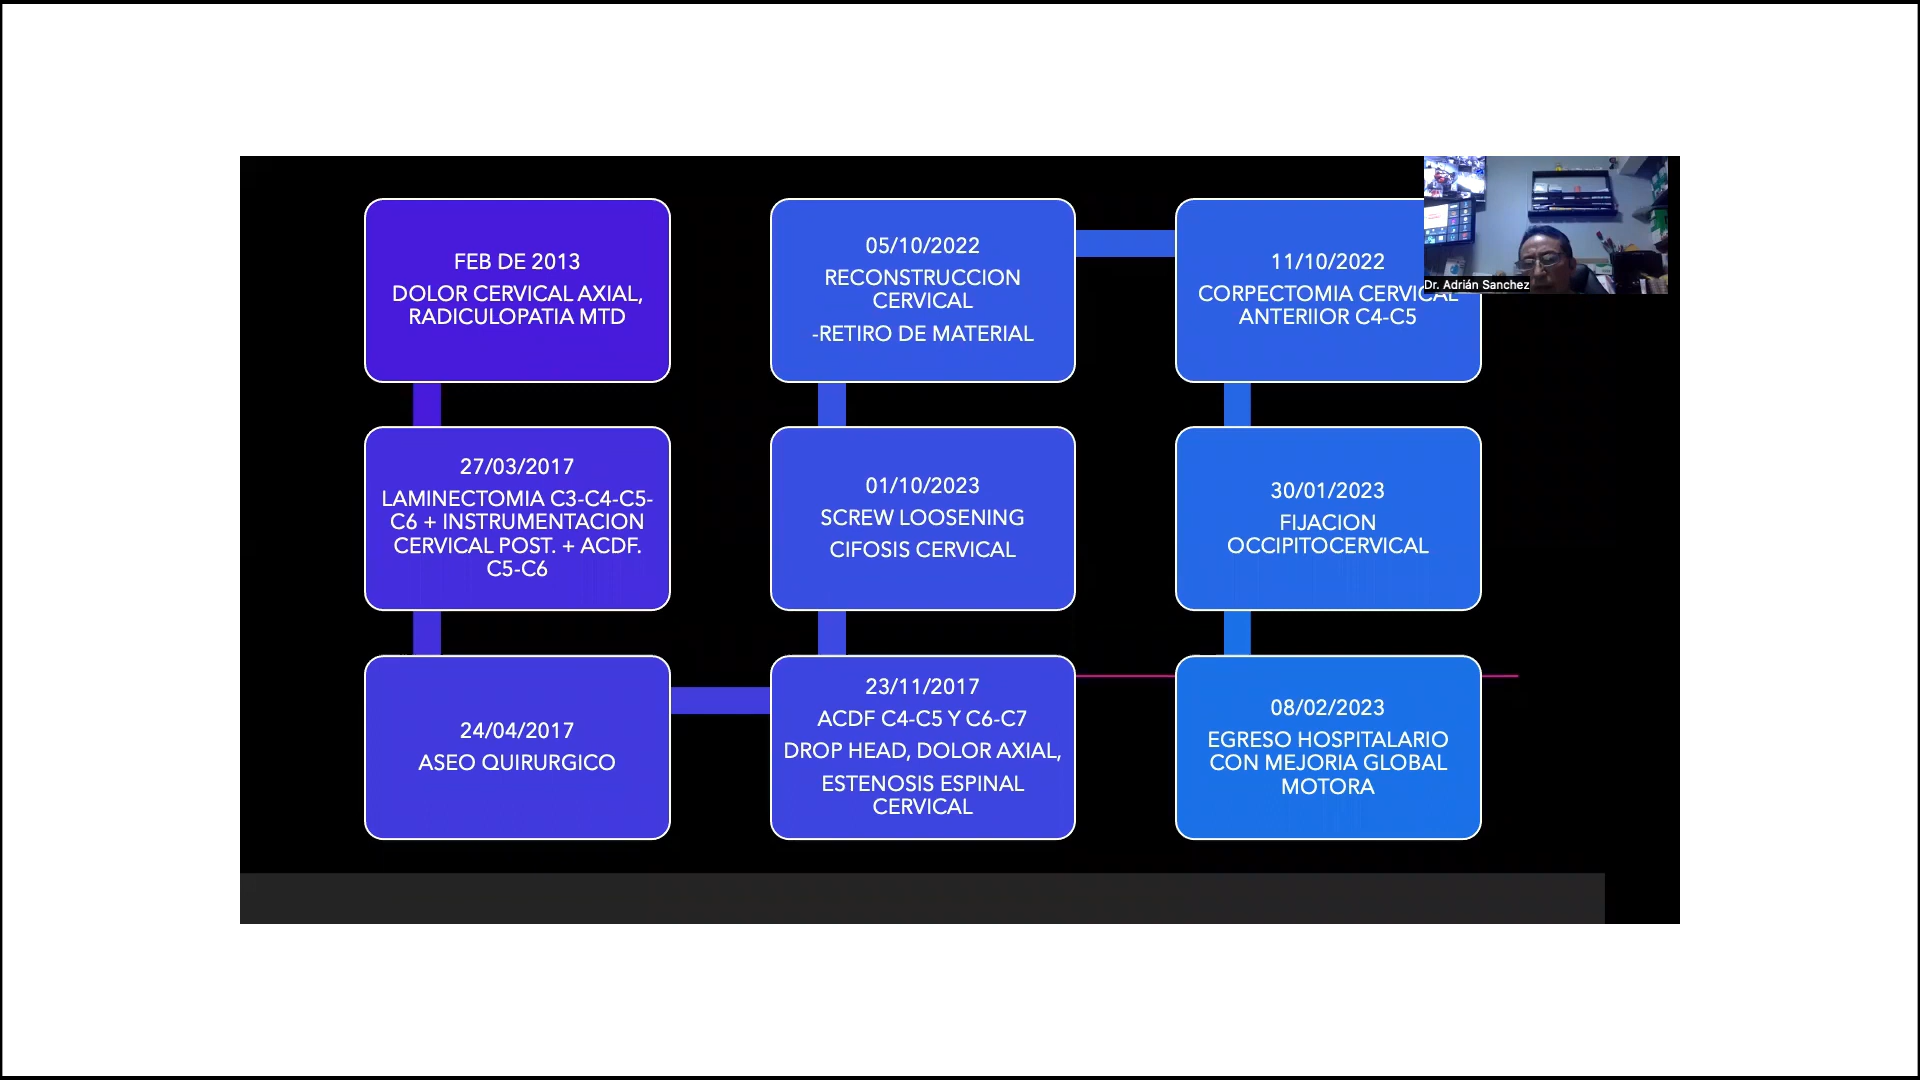 FEB DE 2013
DOLOR CERVICAL AXIAL,
RADICULOPATIA MTD
27/03/2017
LAMINECTOMIA C3-C4-C5-
C6 + INSTRUMENTACION
CERVICAL POST. + ACDF.
C5-C6
24/04/2017
ASEO QUIRURGICO
23/11/2017
ACDF C4-C5 Y C6-C7
DROP HEAD, DOLOR AXIAL,
ESTENOSIS ESPINAL
CERVICAL
01/10/2023
SCREW LOOSENING
CIFOSIS CERVICAL
05/10/2022
RECONSTRUCCION
CERVICAL
-RETIRO DE MATERIAL
11/10/2022
CORPECTOMIA CERVICAL
ANTERIIOR C4-C5
30/01/2023
FIJACION
OCCIPITOCERVICAL
08/02/2023
EGRESO HOSPITALARIO
CON MEJORIA GLOBAL
MOTORA
Dr. Adrián Sanchez